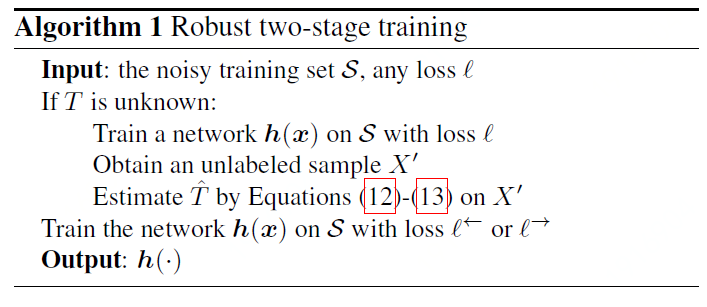 Algorithm 1 Robust two-stage training
Input: the noisy training set 𝒮, any loss ℓ
If T is unknown:
Train a network h(x) on 𝒮 with loss ℓ
Obtain an unlabeled sample X′
Estimate T̂ by Equations (12)-(13) on X′
Train the network h(x) on 𝒮 with loss ℓ← or ℓ→
Output: h(·)